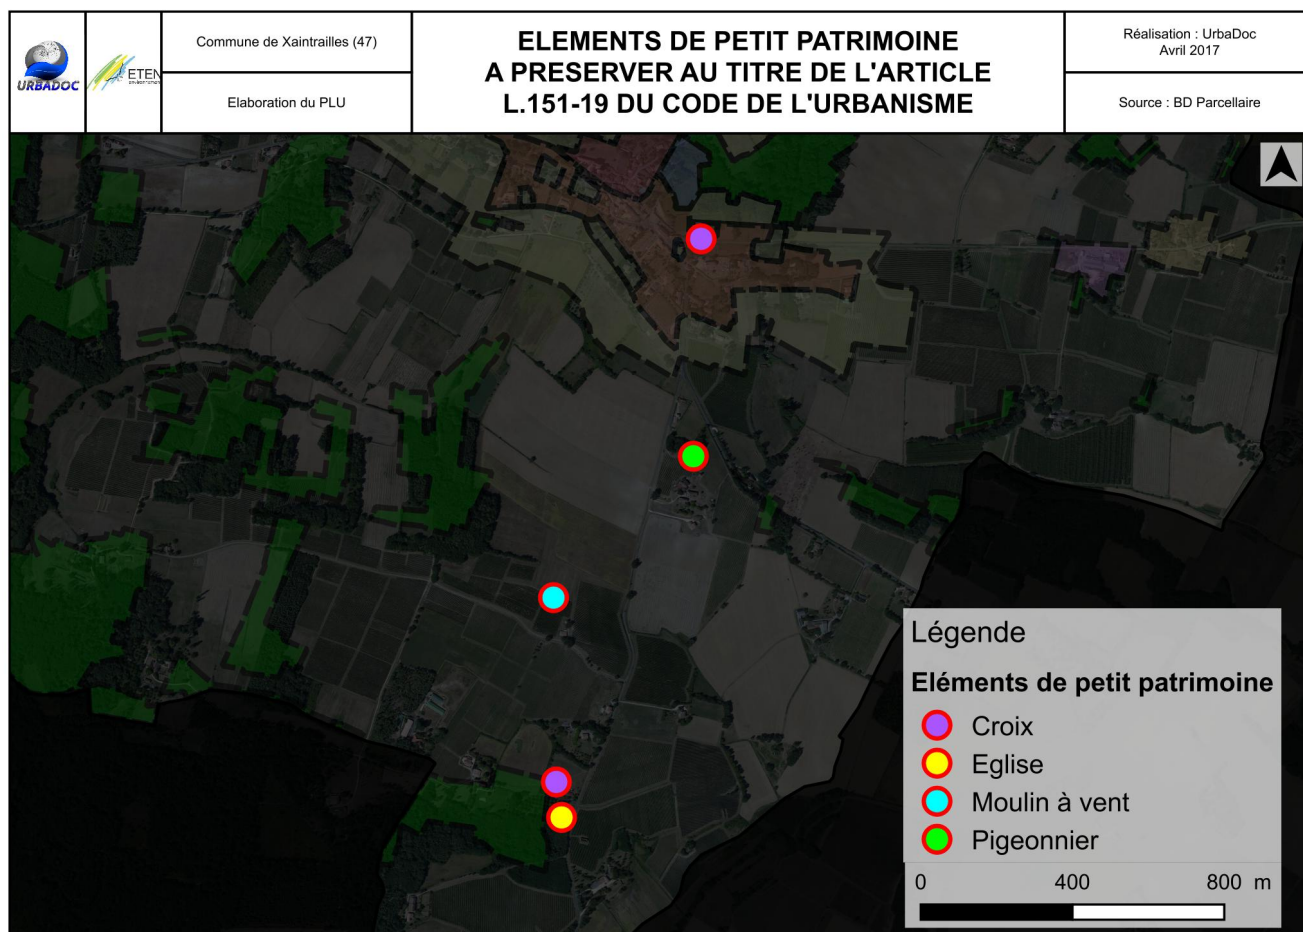 URBADOC
ETEN
Commune de Xaintrailles (47)
Elaboration du PLU
ELEMENTS DE PETIT PATRIMOINE
A PRESERVER AU TITRE DE L'ARTICLE
L.151-19 DU CODE DE L'URBANISME
Réalisation : UrbaDoc
Avril 2017
Source : BD Parcellaire
Légende
Eléments de petit patrimoine
Croix
Eglise
Moulin à vent
Pigeonnier
0 400 800 m